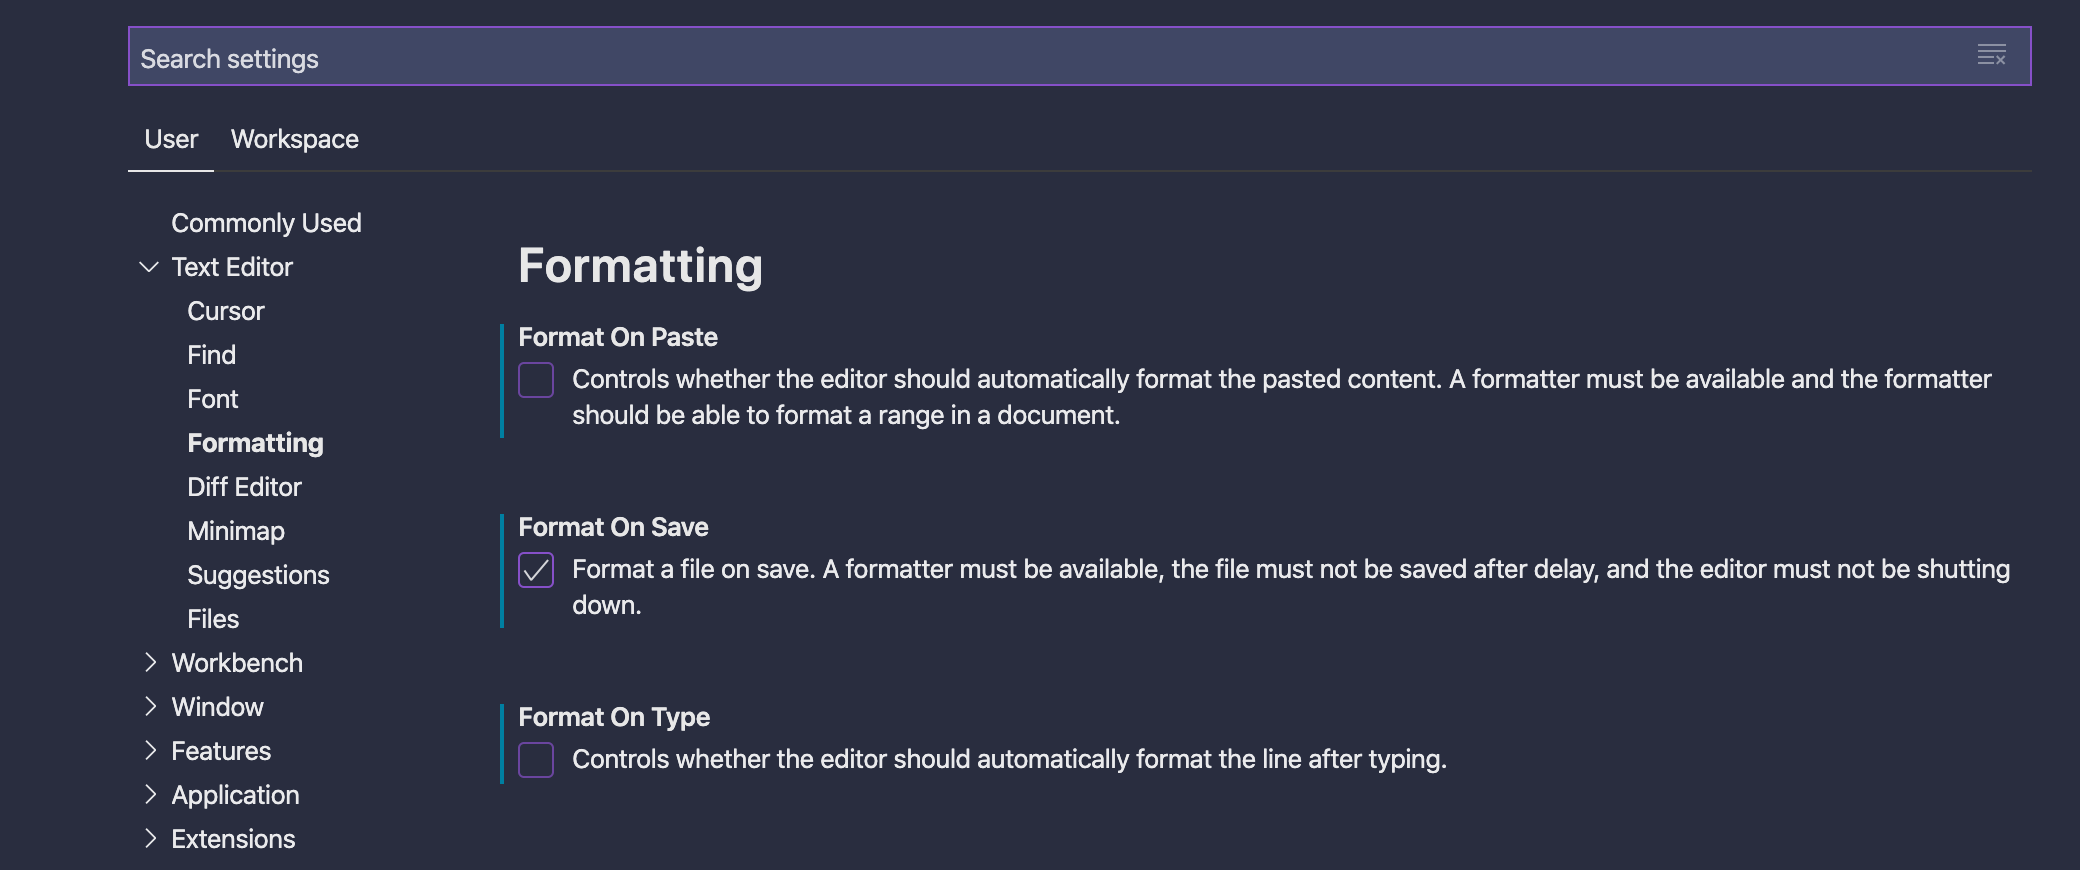 Search settings
User Workspace
Commonly Used
Text Editor
Cursor
Find
Font
Formatting
Diff Editor
Minimap
Suggestions
Files
Workbench
Window
Features
Application
Extensions
Formatting
Format On Paste
Controls whether the editor should automatically format the pasted content. A formatter must be available and the formatter
should be able to format a range in a document.
Format On Save
Format a file on save. A formatter must be available, the file must not be saved after delay, and the editor must not be shutting
down.
Format On Type
Controls whether the editor should automatically format the line after typing.